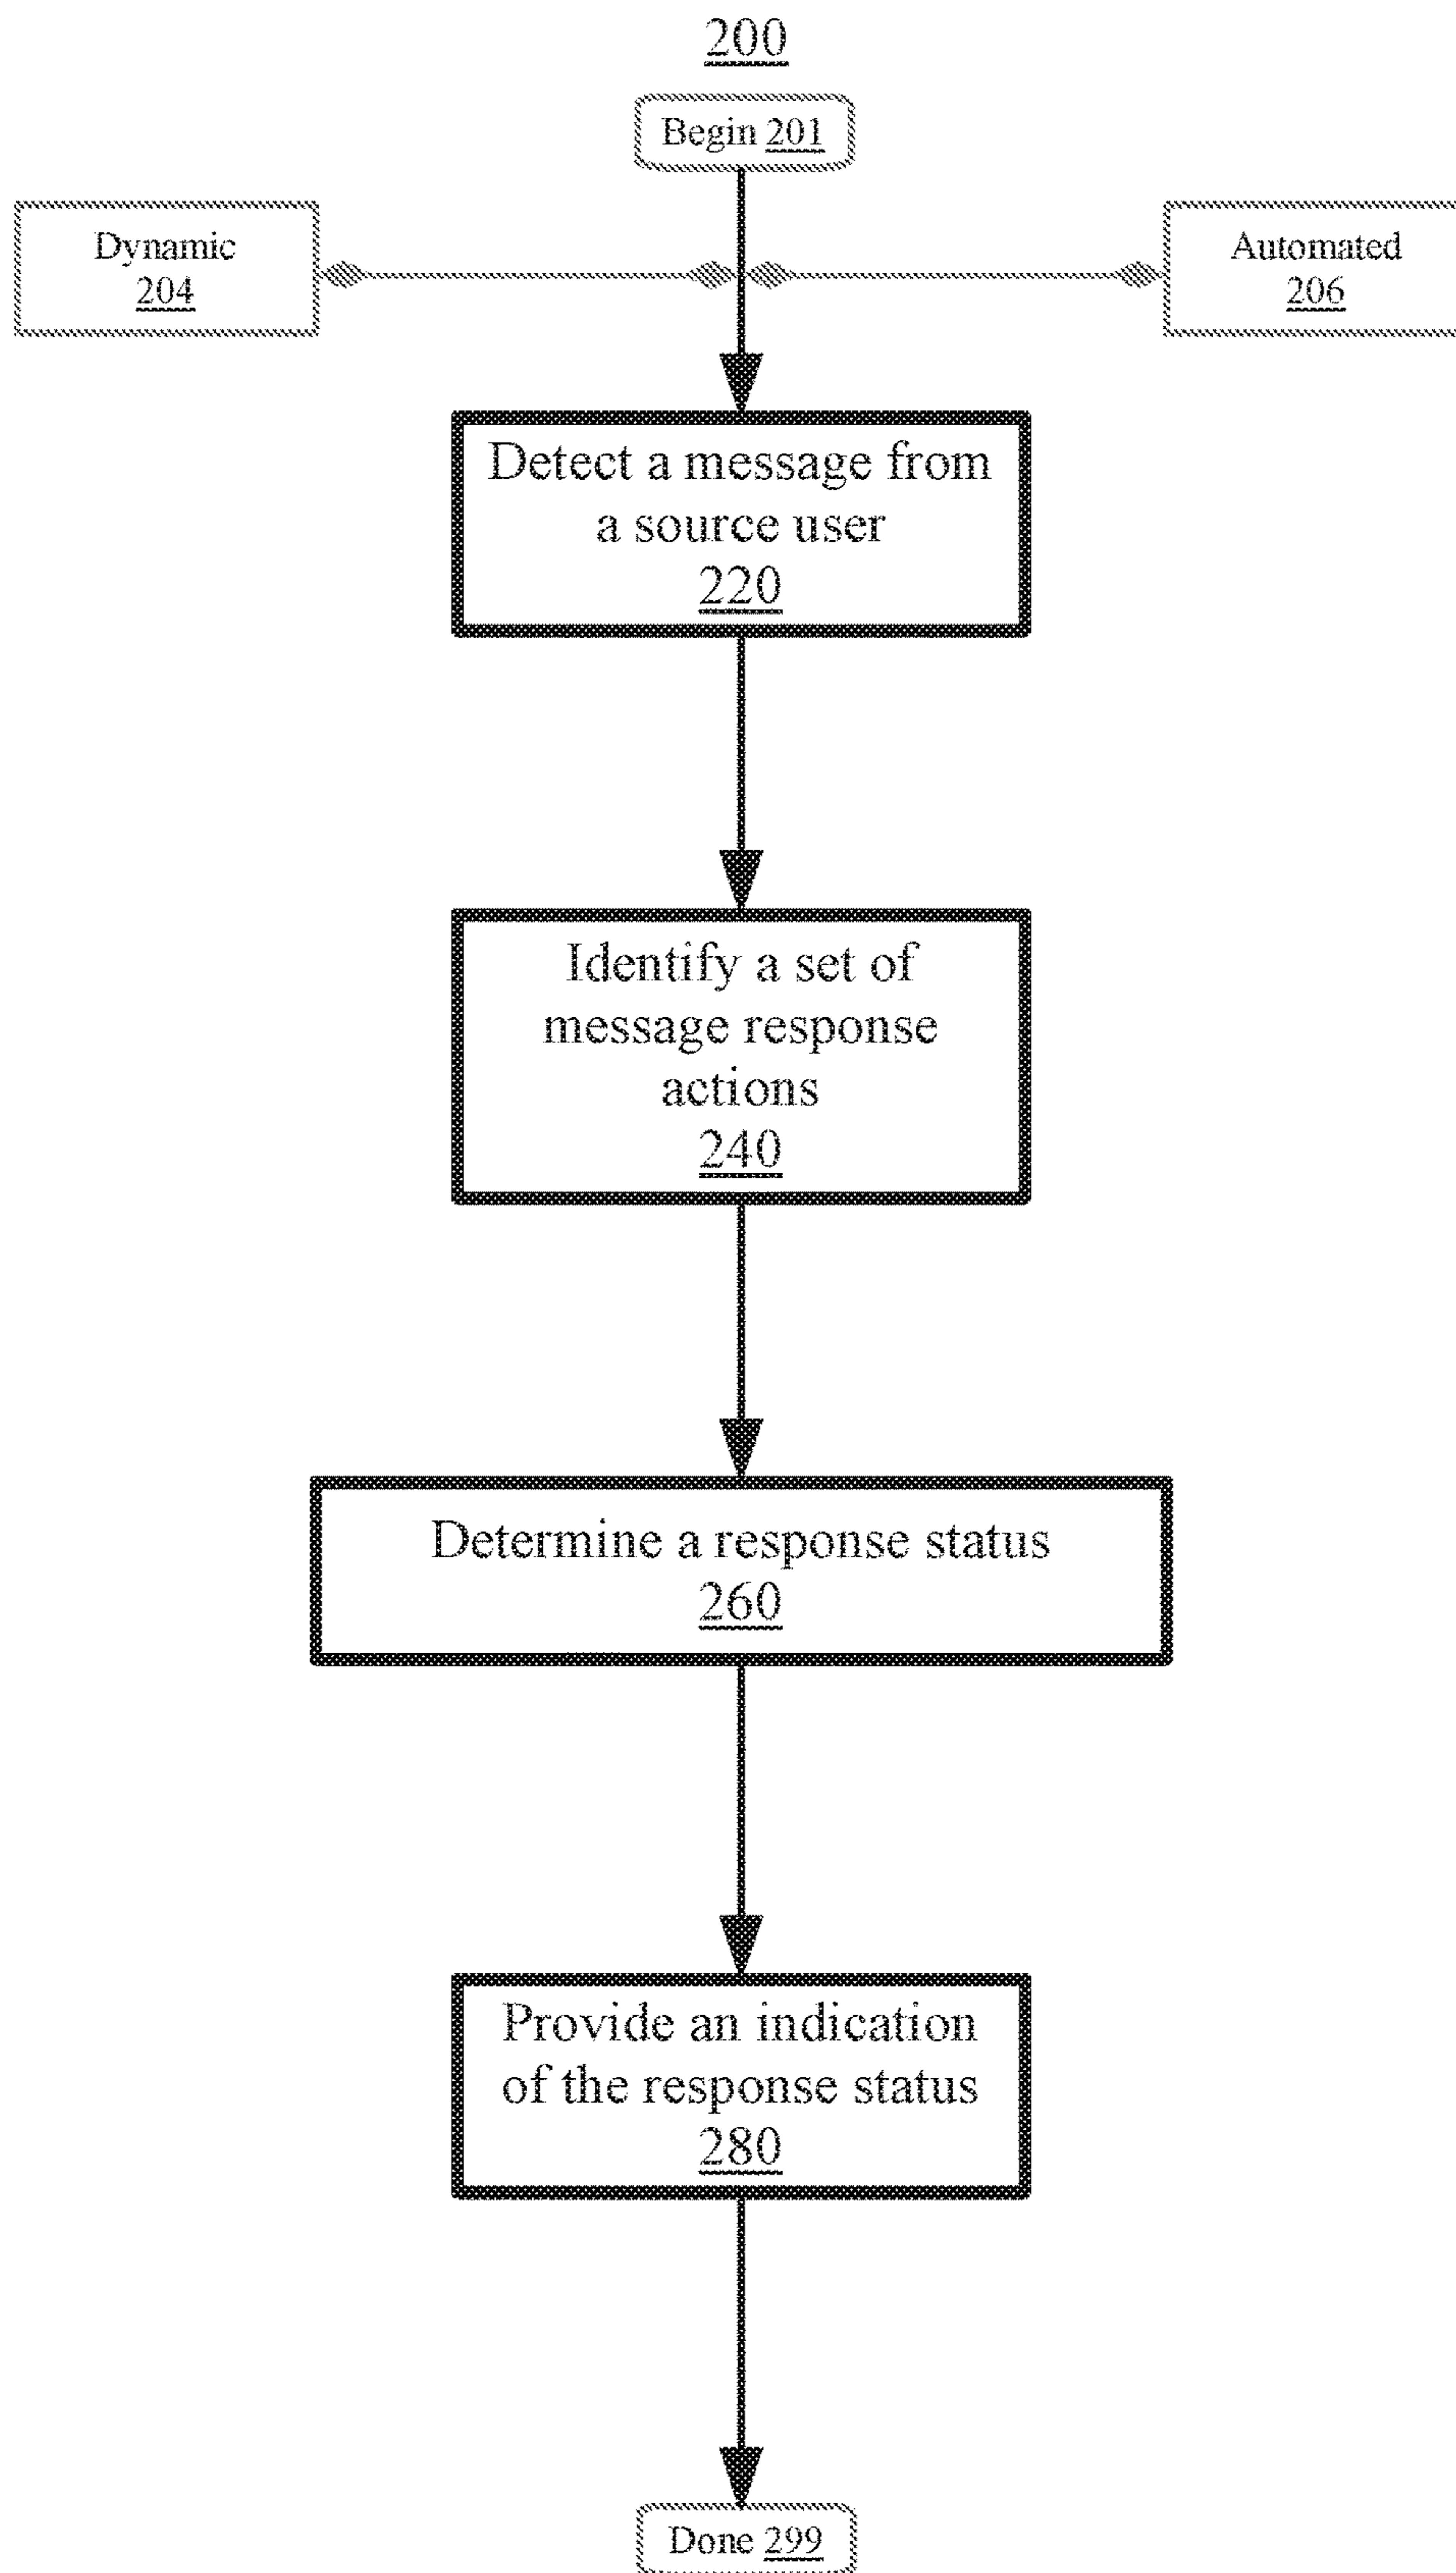 200
Begin 201
Dynamic
204
Automated
206
Detect a message from
a source user
220
Identify a set of
message response
actions
240
Determine a response status
260
Provide an indication
of the response status
280
Done 299